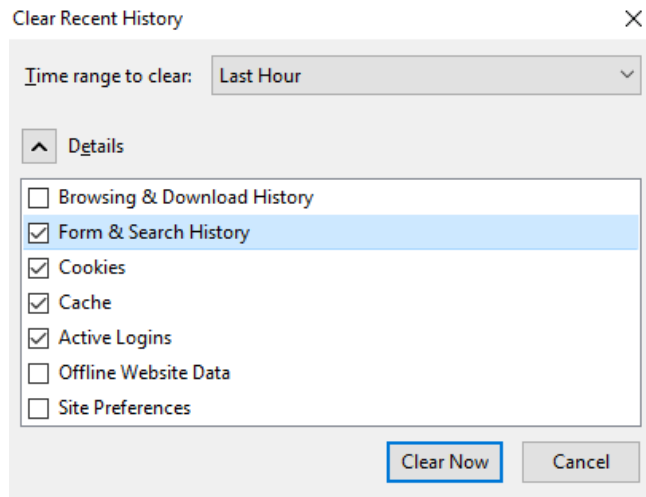 Clear Recent History
Time range to clear: Last Hour
Details
Browsing & Download History
Form & Search History
Cookies
Cache
Active Logins
Offline Website Data
Site Preferences
Clear Now Cancel